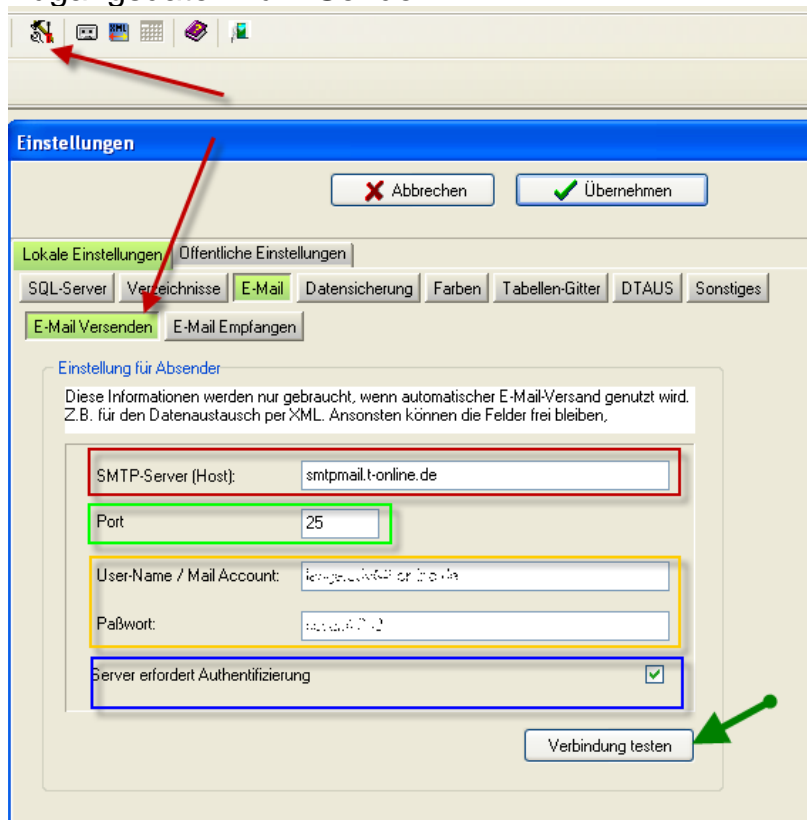 XML
Einstellungen
Abbrechen
Übernehmen
Lokale Einstellungen
Öffentliche Einstellungen
SQL-Server
Verzeichnisse
E-Mail
Datensicherung
Farben
Tabellen-Gitter
DTAUS
Sonstiges
E-Mail Versenden
E-Mail Empfangen
Einstellung für Absender
Diese Informationen werden nur gebraucht, wenn automatischer E-Mail-Versand genutzt wird.
Z.B. für den Datenaustausch per XML. Ansonsten können die Felder frei bleiben,
SMTP-Server (Host): smtpmail.t-online.de
Port 25
User-Name / Mail Account:
Paßwort:
Server erfordert Authentifizierung
Verbindung testen